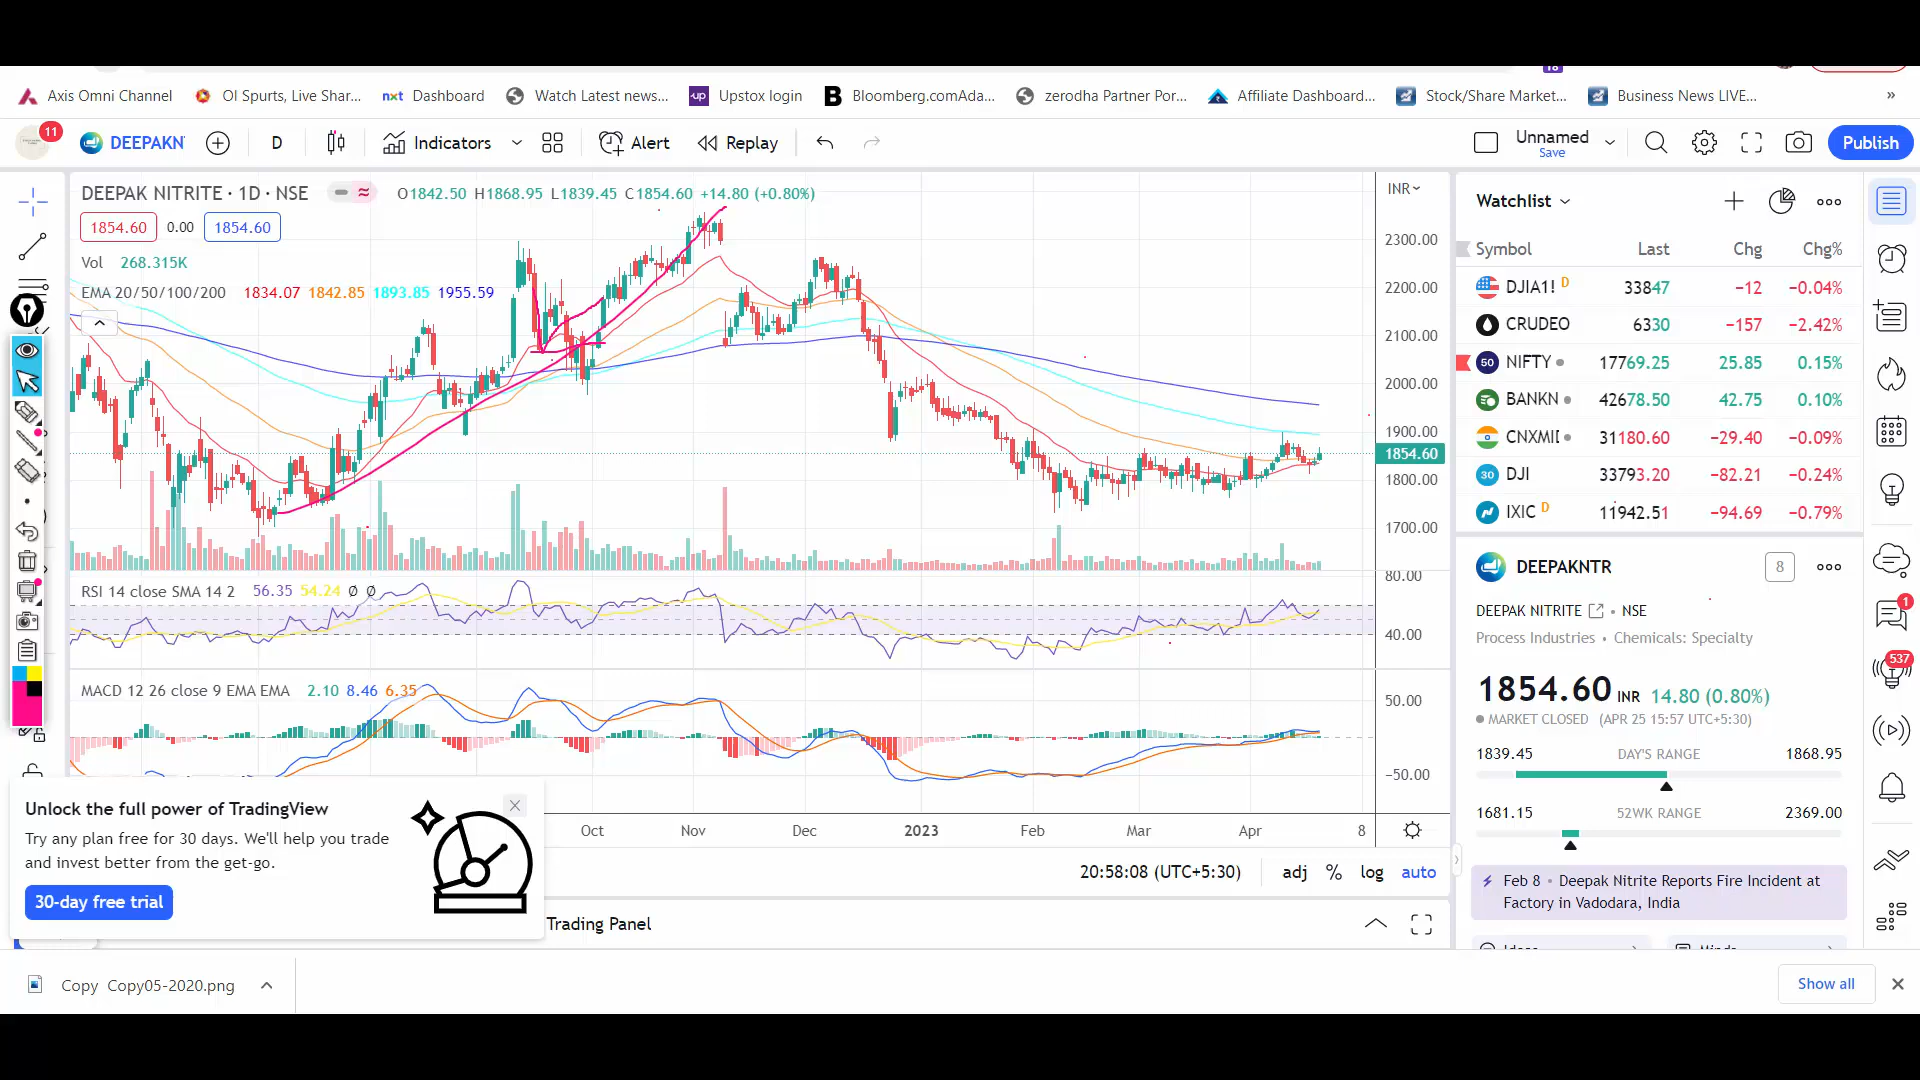 18
Axis Omni Channel
OI Spurts, Live Shar...
nxt Dashboard
Watch Latest news...
up Upstox login
B Bloomberg.comAda...
zerodha Partner Por...
Affiliate Dashboard...
Stock/Share Market...
Business News LIVE...
»
11
DEEPAKN
D
Indicators
Alert
Replay
Unnamed
Save
Publish
DEEPAK NITRITE · 1D · NSE
O1842.50 H1868.95 L1839.45 C1854.60 +14.80 (+0.80%)
1854.60 0.00 1854.60
Vol 268.315K
EMA 20/50/100/200 1834.07 1842.85 1893.85 1955.59
INR
2300.00
2200.00
2100.00
2000.00
1900.00
1854.60
1800.00
1700.00
RSI 14 close SMA 14 2 56.35 54.24 Ø Ø
80.00
40.00
MACD 12 26 close 9 EMA EMA 2.10 8.46 6.35
50.00
−50.00
Oct Nov Dec 2023 Feb Mar Apr 8
20:58:08 (UTC+5:30) adj % log auto
Trading Panel
Unlock the full power of TradingView
Try any plan free for 30 days. We'll help you trade
and invest better from the get-go.
30-day free trial
Watchlist
Symbol Last Chg Chg%
DJIA1! D 33847 −12 −0.04%
CRUDEO 6330 −157 −2.42%
50 NIFTY 17769.25 25.85 0.15%
BANKN 42678.50 42.75 0.10%
CNXMI 31180.60 −29.40 −0.09%
30 DJI 33793.20 −82.21 −0.24%
IXIC D 11942.51 −94.69 −0.79%
DEEPAKNTR 8
DEEPAK NITRITE • NSE
Process Industries • Chemicals: Specialty
1854.60 INR 14.80 (0.80%)
MARKET CLOSED (APR 25 15:57 UTC+5:30)
1839.45 DAY'S RANGE 1868.95
1681.15 52WK RANGE 2369.00
Feb 8 • Deepak Nitrite Reports Fire Incident at
Factory in Vadodara, India
1
537
Copy Copy05-2020.png
Show all